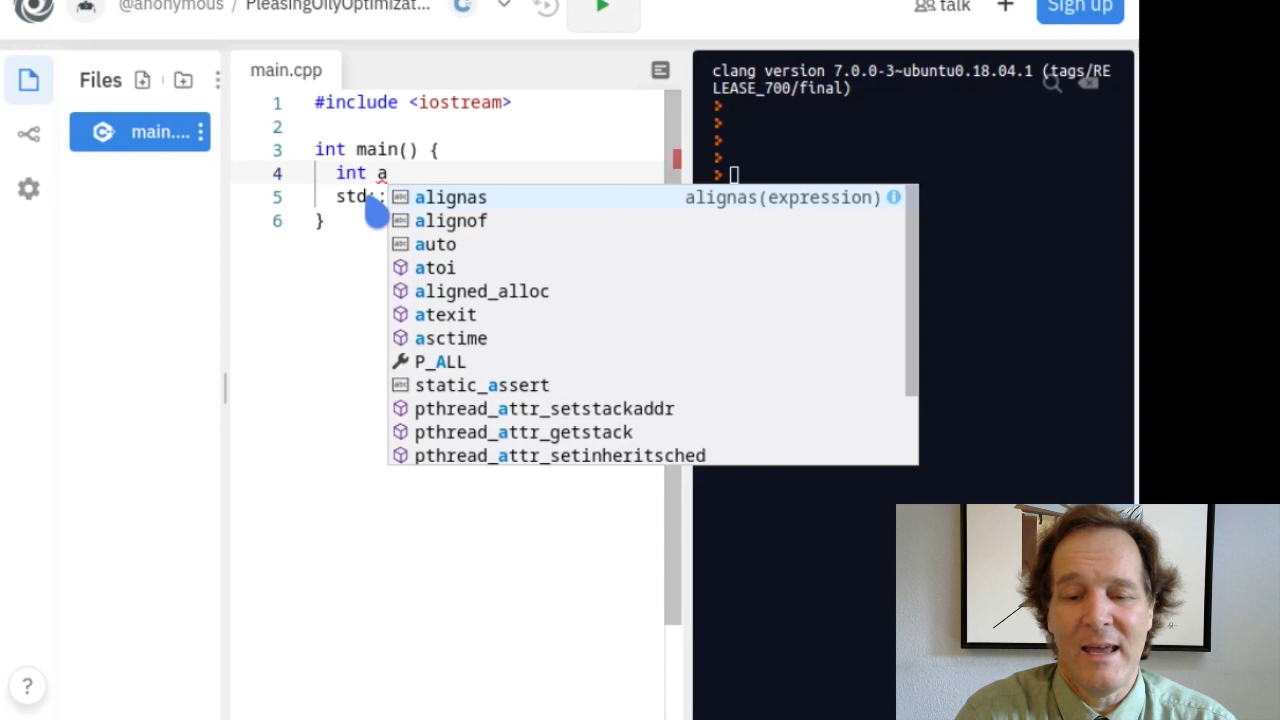 @anonymous / PleasingOilyOptimizat...
talk
Sign up
Files
main.cpp
main....
1 #include <iostream>
2
3 int main() {
4 int a
5 std::
6 }
alignas alignas(expression)
alignof
auto
atoi
aligned_alloc
atexit
asctime
P_ALL
static_assert
pthread_attr_setstackaddr
pthread_attr_getstack
pthread_attr_setinheritsched
clang version 7.0.0-3~ubuntu0.18.04.1 (tags/RE
LEASE_700/final)
>
>
>
>
>
?